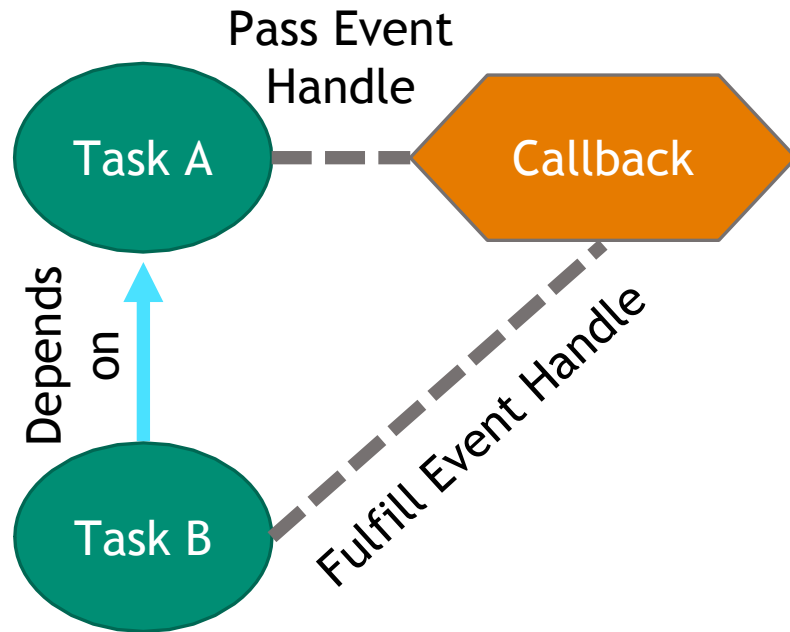 Pass Event
Handle
Task A
Callback
Depends
on
Fulfill Event Handle
Task B